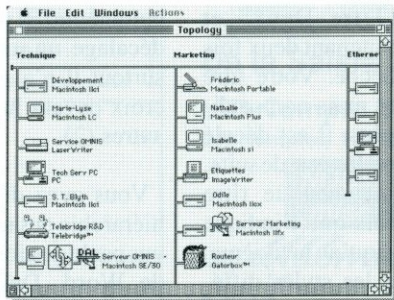 File Edit Windows Actions
Topology
Technique
Développement
Macintosh IIci
Marie-Lyse
Macintosh LC
Service OMNIS
LaserWriter
Tech Serv PC
PC
S. T. Blyth
Macintosh IIci
Telebridge R&D
Telebridge™
DAL
Serveur OMNIS
Macintosh SE/30
Marketing
Frédéric
Macintosh Portable
Nathalie
Macintosh Plus
Isabelle
Macintosh si
Etiquettes
ImageWriter
Odile
Macintosh IIcx
Serveur Marketing
Macintosh IIfx
Routeur
Gatorbox™
Etherne